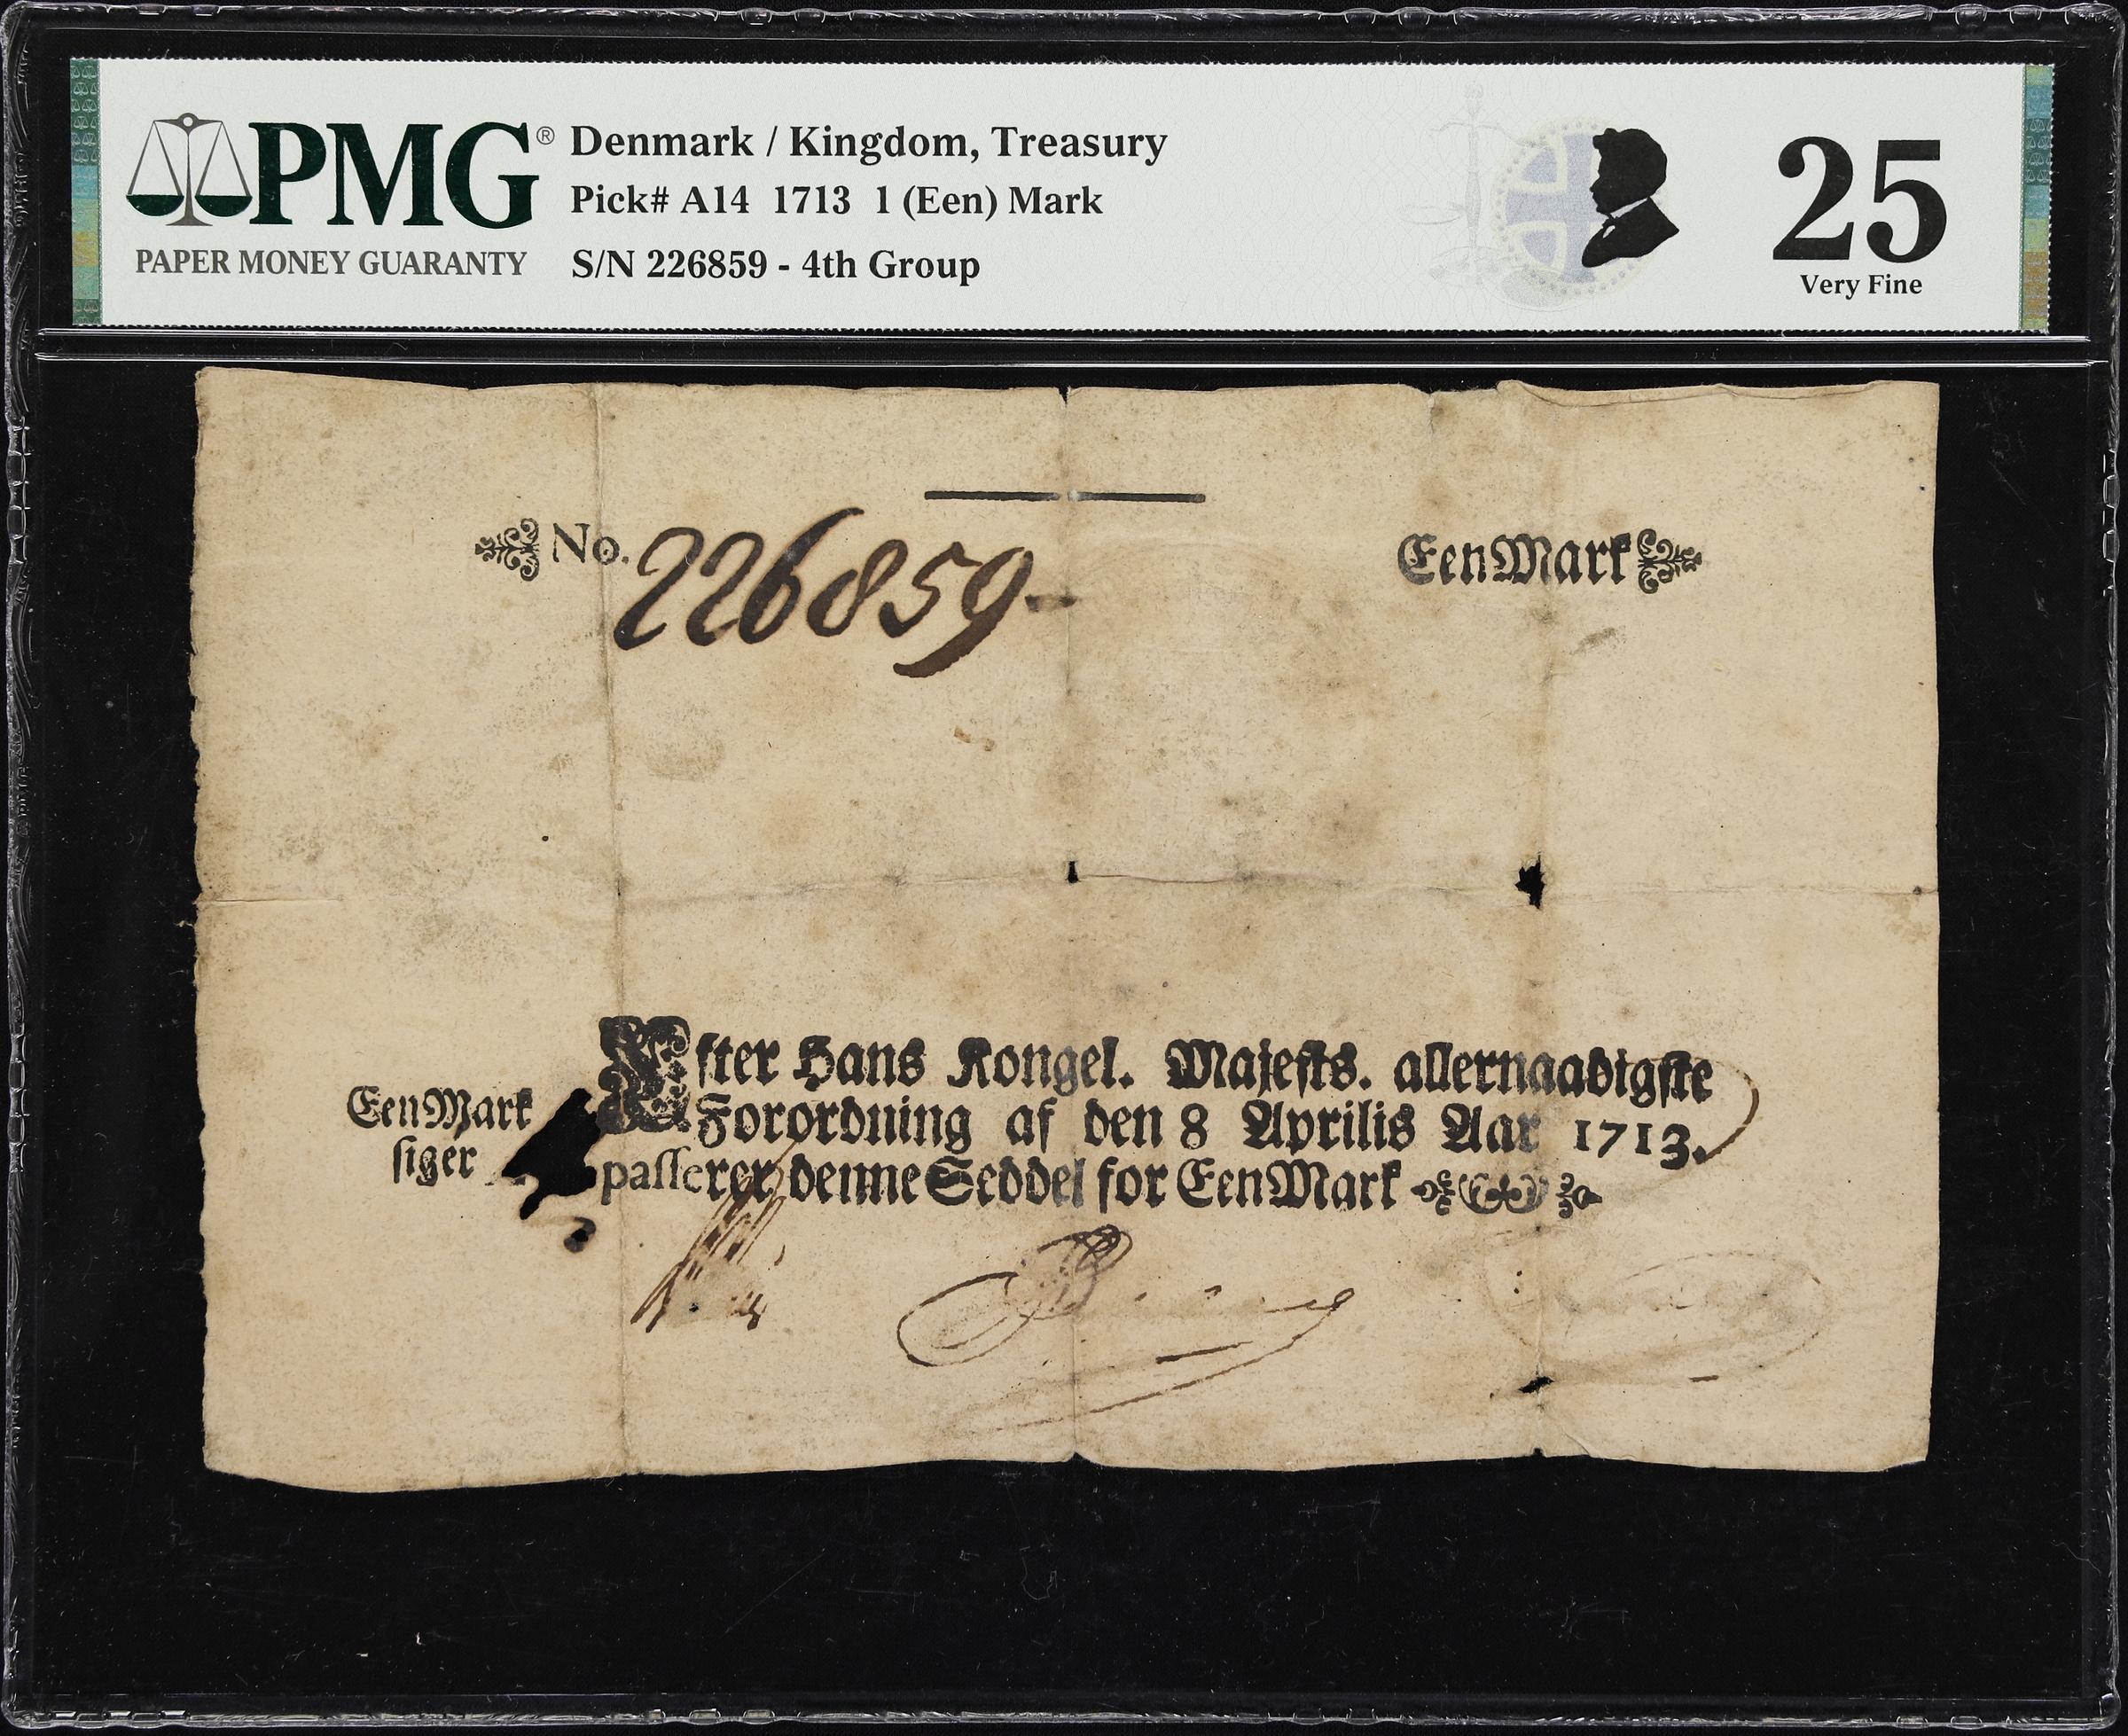 PMG® Denmark / Kingdom, Treasury
Pick# A14 1713 1 (Een) Mark
PAPER MONEY GUARANTY S/N 226859 - 4th Group
25
Very Fine
No. 226859
Een Mark
Efter Hans Kongel. Majests. allernaadigste
Forordning af den 8 Aprilis Aar 1713.
passerer denne Seddel for Een Mark
Een Mark
siger